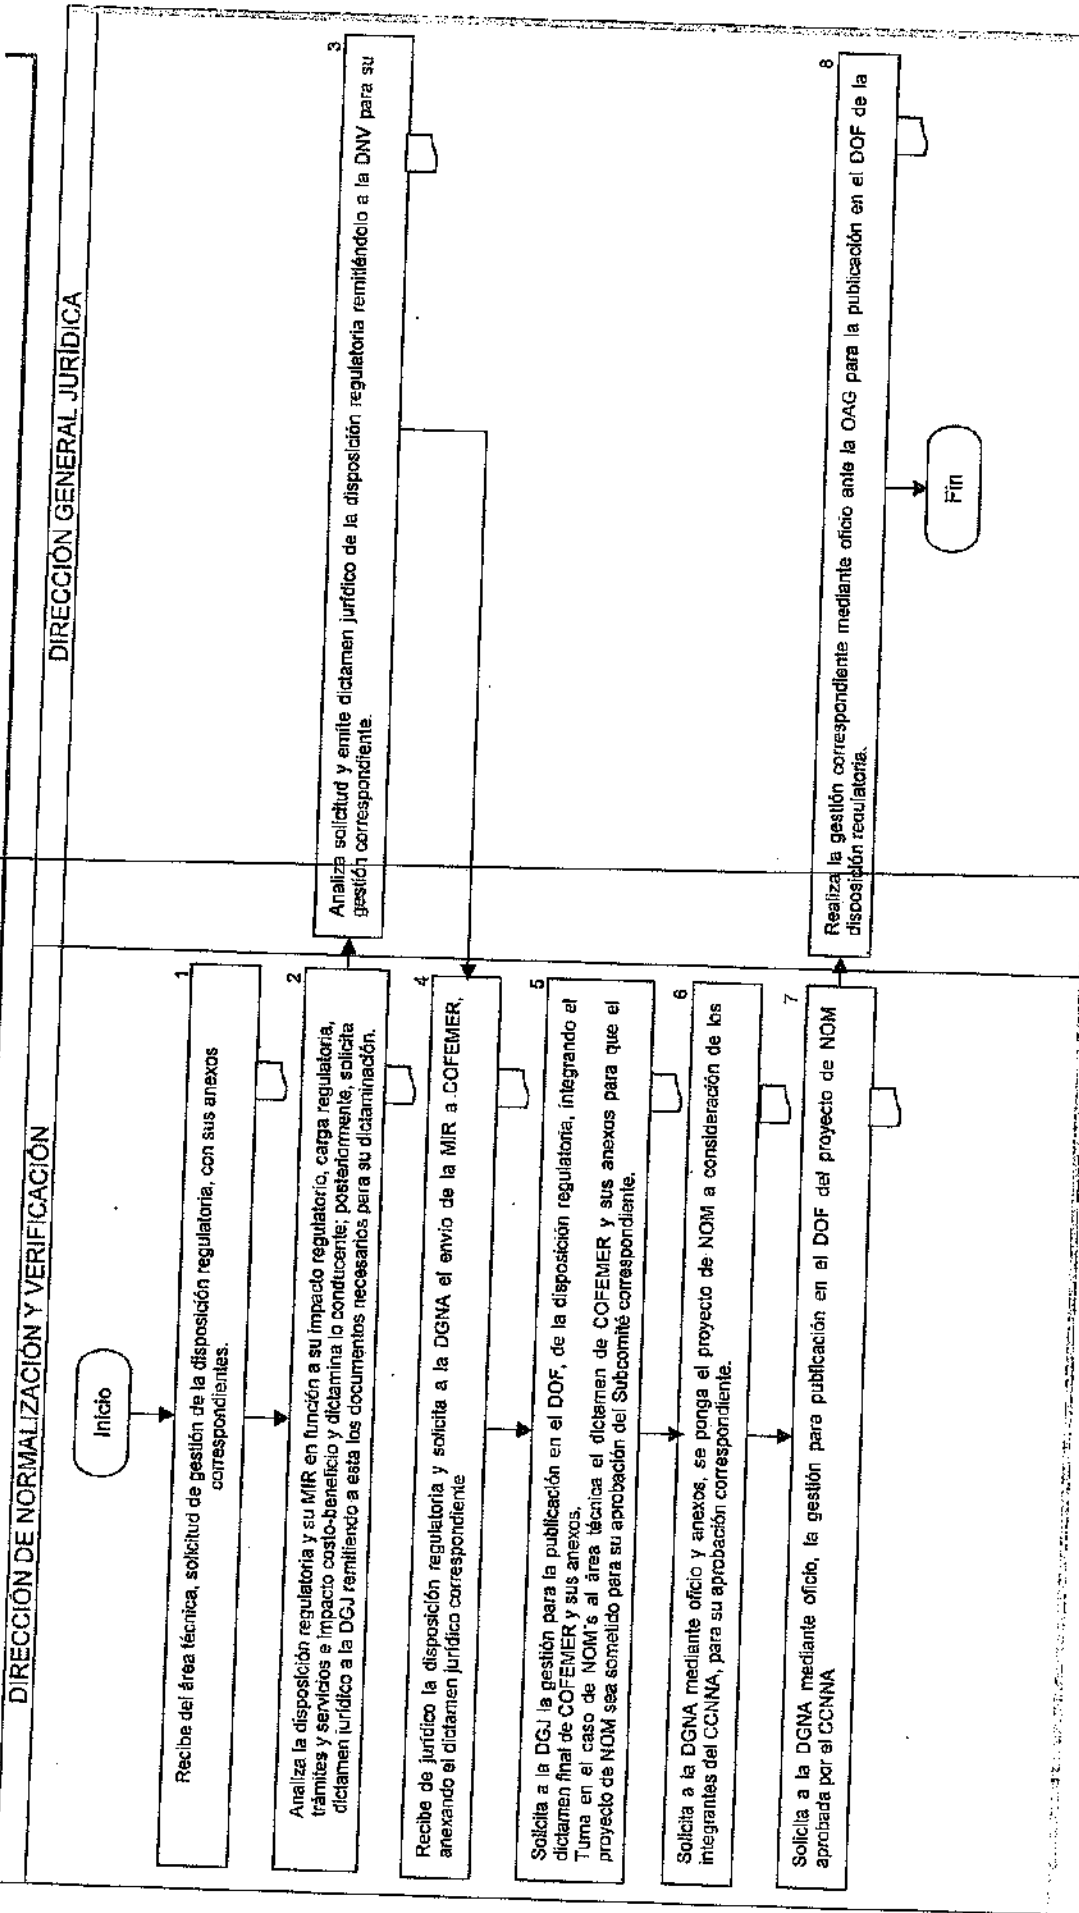 DIRECCIÓN DE NORMALIZACIÓN Y VERIFICACIÓN
DIRECCIÓN GENERAL JURÍDICA
Inicio
1
Recibe del área técnica, solicitud de gestión de la disposición regulatoria, con sus anexos
correspondientes.
2
Analiza la disposición regulatoria y su MIR en función a su impacto regulatorio, carga regulatoria,
trámites y servicios e impacto costo-beneficio y dictamina lo conducente; posteriormente, solicita
dictamen jurídico a la DGJ remitiendo a esta los documentos necesarios para su dictaminación.
3
Analiza solicitud y emite dictamen jurídico de la disposición regulatoria remitiéndolo a la DNV para su
gestión correspondiente.
4
Recibe de jurídico la disposición regulatoria y solicita a la DGNA el envío de la MIR a COFEMER,
anexando el dictamen jurídico correspondiente
5
Solicita a la DGJ la gestión para la publicación en el DOF, de la disposición regulatoria, integrando el
dictamen final de COFEMER y sus anexos.
Turna en el caso de NOM's al área técnica el dictamen de COFEMER y sus anexos para que el
proyecto de NOM sea sometido para su aprobación del Subcomité correspondiente.
6
Solicita a la DGNA mediante oficio y anexos, se ponga el proyecto de NOM a consideración de los
integrantes del CCNNA, para su aprobación correspondiente.
7
Solicita a la DGNA mediante oficio, la gestión para publicación en el DOF del proyecto de NOM
aprobada por el CCNNA
8
Realiza la gestión correspondiente mediante oficio ante la OAG para la publicación en el DOF de la
disposición regulatoria.
Fin